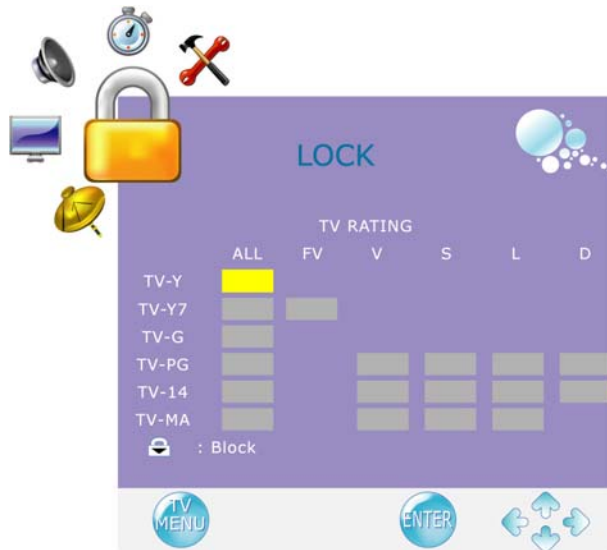 LOCK
TV RATING
ALL FV V S L D
TV-Y
TV-Y7
TV-G
TV-PG
TV-14
TV-MA
: Block
TV
MENU
ENTER